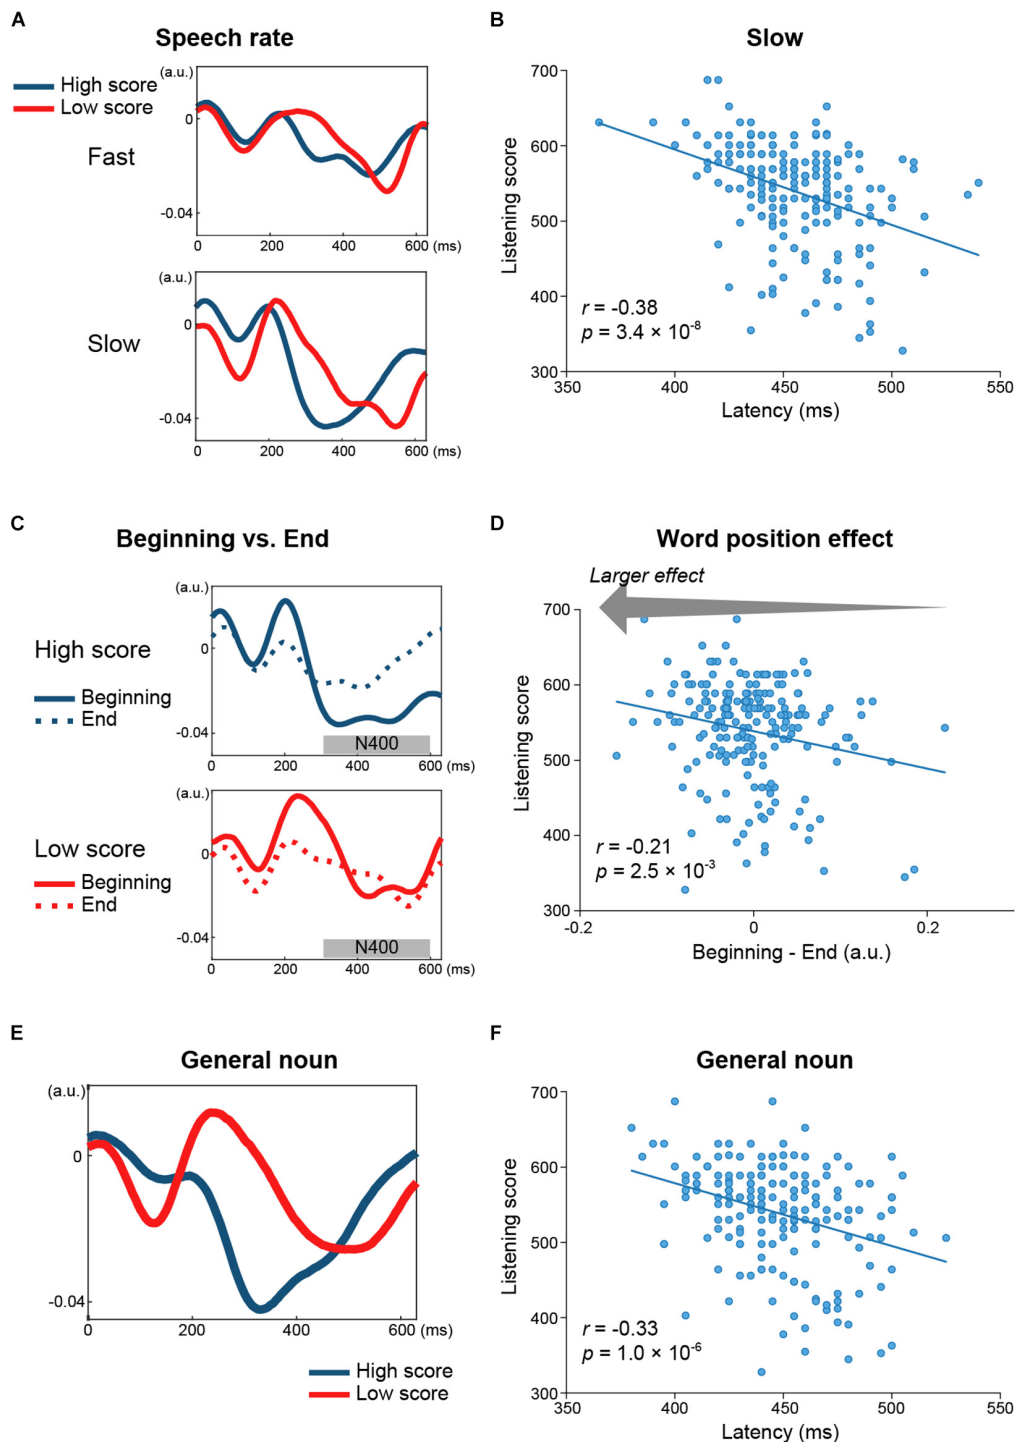 A
Speech rate
High score
Low score
Fast
(a.u.)
0
-0.04
0 200 400 600 (ms)
Slow
(a.u.)
0
-0.04
0 200 400 600 (ms)
B
Slow
700
600
500
400
300
Listening score
r = -0.38
p = 3.4 × 10⁻⁸
350 400 450 500 550
Latency (ms)
C
Beginning vs. End
High score
Beginning
End
(a.u.)
0
-0.04
N400
0 200 400 600 (ms)
Low score
Beginning
End
(a.u.)
0
-0.04
N400
0 200 400 600 (ms)
D
Word position effect
Larger effect
700
600
500
400
300
Listening score
r = -0.21
p = 2.5 × 10⁻³
-0.2 0 0.2
Beginning - End (a.u.)
E
General noun
(a.u.)
0
-0.04
0 200 400 600 (ms)
High score
Low score
F
General noun
700
600
500
400
300
Listening score
r = -0.33
p = 1.0 × 10⁻⁶
350 400 450 500 550
Latency (ms)